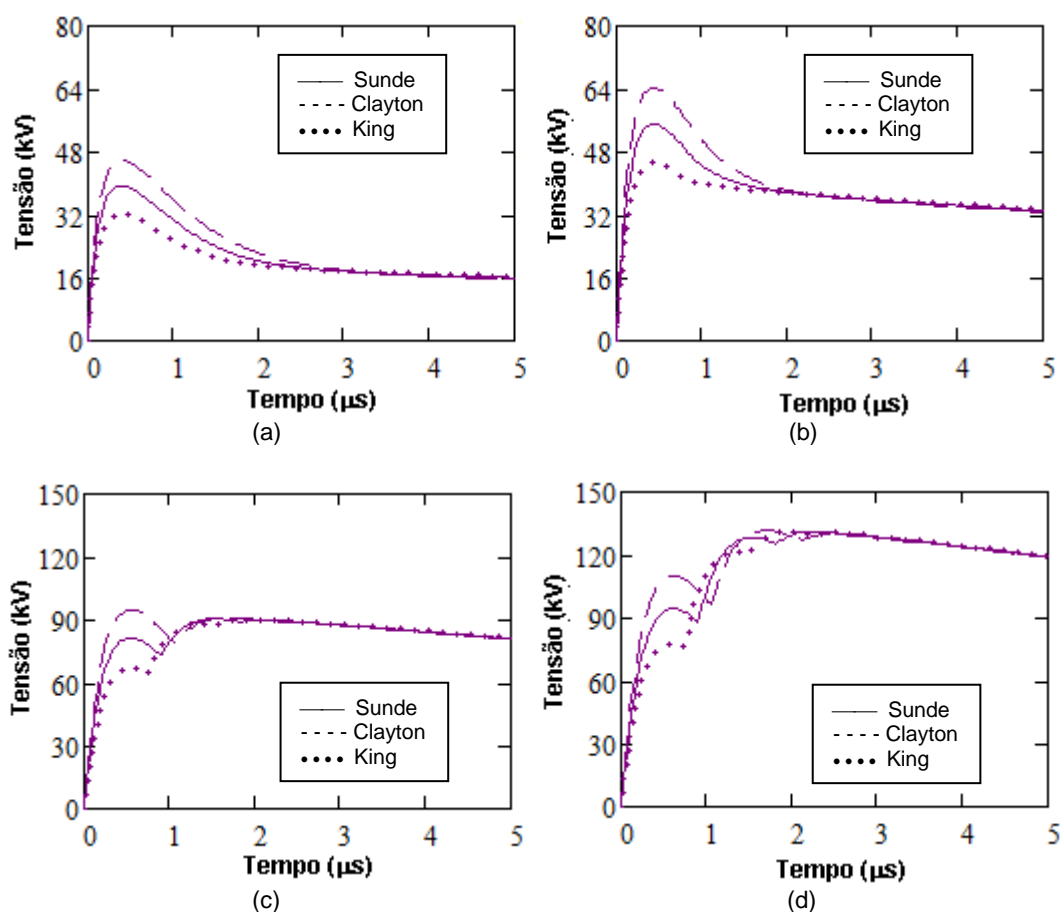 80
64
48
32
16
0
Tensão (kV)
Sunde
Clayton
King
0 1 2 3 4 5
Tempo (µs)
(a)
80
64
48
32
16
0
Tensão (kV)
Sunde
Clayton
King
0 1 2 3 4 5
Tempo (µs)
(b)
150
120
90
60
30
0
Tensão (kV)
Sunde
Clayton
King
0 1 2 3 4 5
Tempo (µs)
(c)
150
120
90
60
30
0
Tensão (kV)
Sunde
Clayton
King
0 1 2 3 4 5
Tempo (µs)
(d)